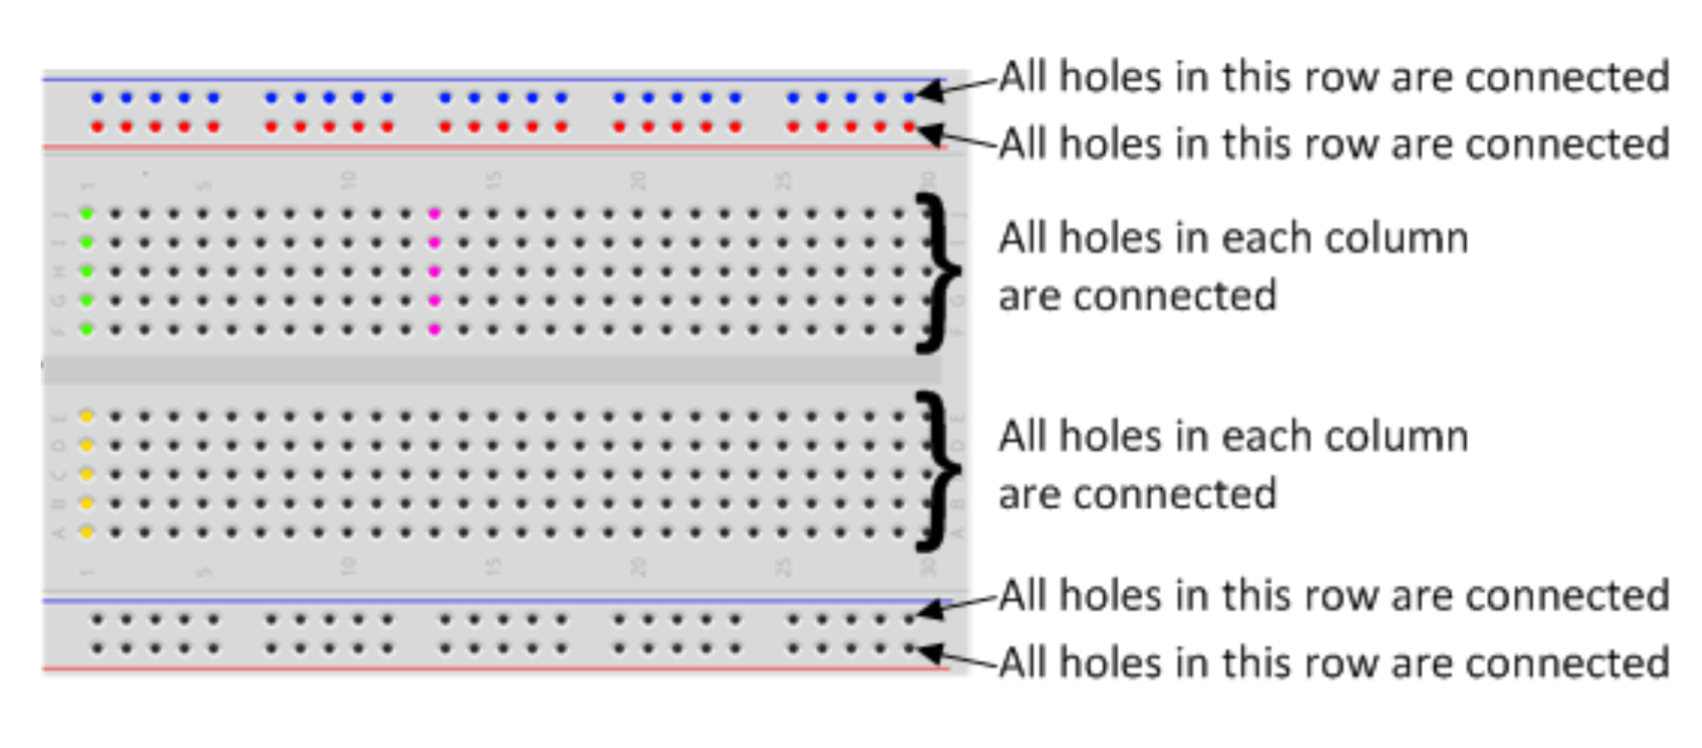 All holes in this row are connected
All holes in this row are connected
1 5 10 15 20 25 30
J J
I I
H
G G
F F
All holes in each column
are connected
E E
D D
C
B B
A A
All holes in each column
are connected
1 5 10 15 20 25 30
All holes in this row are connected
All holes in this row are connected